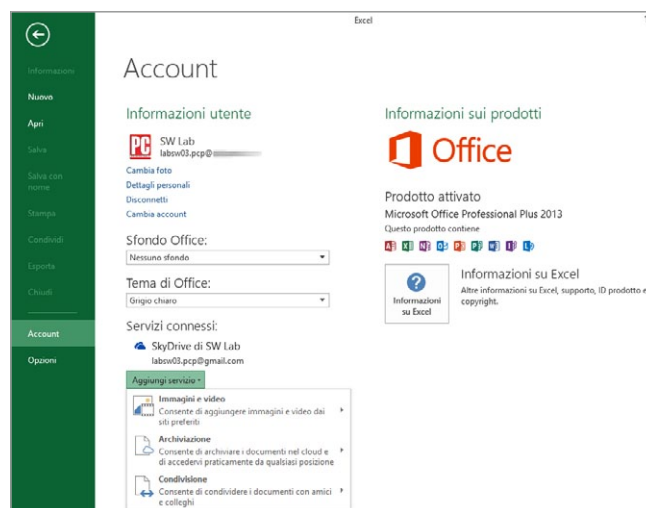 Excel
Informazioni
Nuovo
Apri
Salva
Salva con
nome
Stampa
Condividi
Esporta
Chiudi
Account
Opzioni
Account
Informazioni utente
PC
SW Lab
labsw03.pcp@
Cambia foto
Dettagli personali
Disconnetti
Cambia account
Sfondo Office:
Nessuno sfondo
Tema di Office:
Grigio chiaro
Servizi connessi:
SkyDrive di SW Lab
labsw03.pcp@gmail.com
Aggiungi servizio
Immagini e video
Consente di aggiungere immagini e video dai
siti preferiti
Archiviazione
Consente di archiviare i documenti nel cloud e
di accedervi praticamente da qualsiasi posizione
Condivisione
Consente di condividere i documenti con amici
e colleghi
Informazioni sui prodotti
Office
Prodotto attivato
Microsoft Office Professional Plus 2013
Questo prodotto contiene
Informazioni
su Excel
Informazioni su Excel
Altre informazioni su Excel, supporto, ID prodotto e
copyright.